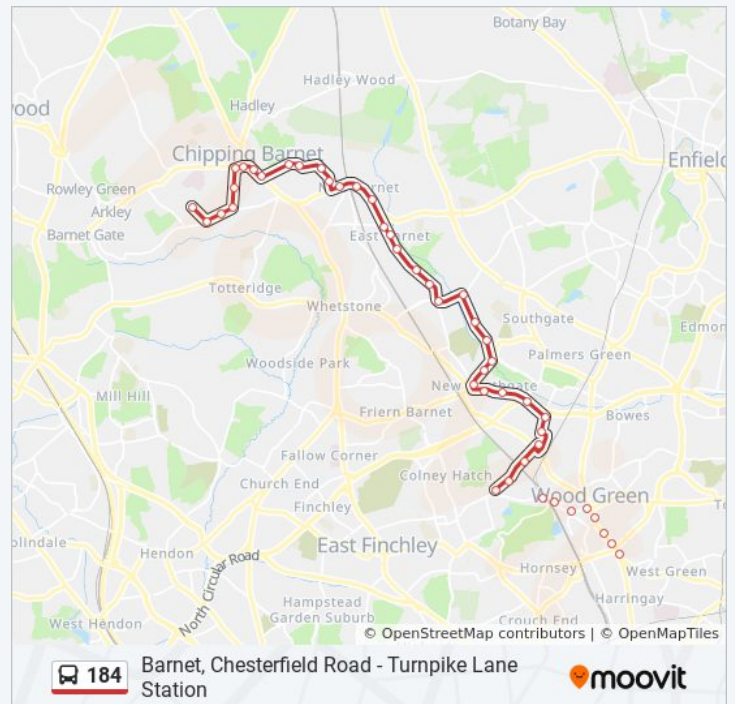 Botany Bay
Hadley Wood
ood
Hadley
Chipping Barnet
Enfield
Rowley Green
Arkley
Barnet Gate
East Barnet
Totteridge
Whetstone
Southgate
Edmon
Palmers Green
Woodside Park
Mill Hill
Friern Barnet
Bowes
Fallow Corner
Colney Hatch
Church End
Wood Green
To
Finchley
ollndale
East Finchley
Hendon
North Circular Road
Hornsey
West Green
Hampstead
Garden Suburb
Harringay
West Hendon
Crouch End
© OpenStreetMap contributors | © OpenMapTiles
184
Barnet, Chesterfield Road - Turnpike Lane
Station
moovit